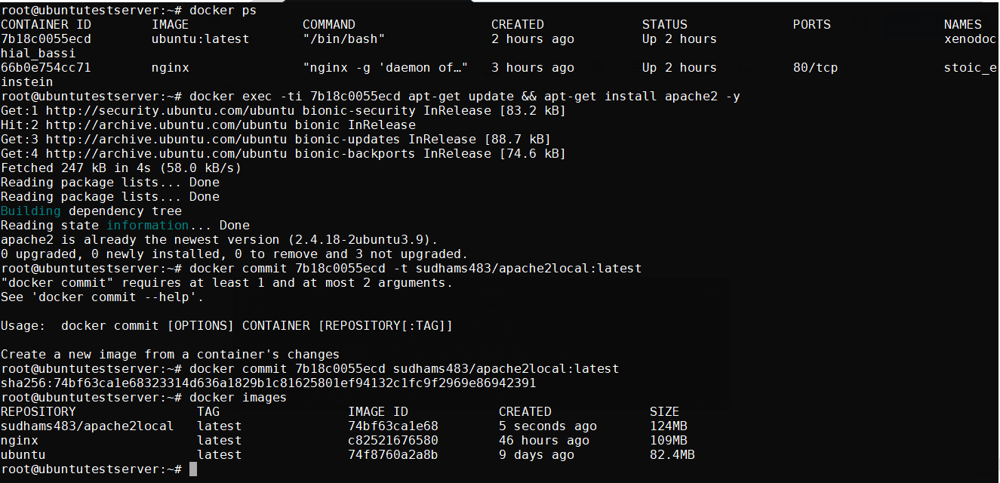 root@ubuntutestserver:~# docker ps
CONTAINER ID        IMAGE               COMMAND                  CREATED             STATUS              PORTS               NAMES
7b18c0055ecd        ubuntu:latest       "/bin/bash"              2 hours ago         Up 2 hours                              xenodoc
hial_bassi
66b0e754cc71        nginx               "nginx -g 'daemon of…"   3 hours ago         Up 2 hours          80/tcp              stoic_e
instein
root@ubuntutestserver:~# docker exec -ti 7b18c0055ecd apt-get update && apt-get install apache2 -y
Get:1 http://security.ubuntu.com/ubuntu bionic-security InRelease [83.2 kB]
Hit:2 http://archive.ubuntu.com/ubuntu bionic InRelease
Get:3 http://archive.ubuntu.com/ubuntu bionic-updates InRelease [88.7 kB]
Get:4 http://archive.ubuntu.com/ubuntu bionic-backports InRelease [74.6 kB]
Fetched 247 kB in 4s (58.0 kB/s)
Reading package lists... Done
Reading package lists... Done
Building dependency tree
Reading state information... Done
apache2 is already the newest version (2.4.18-2ubuntu3.9).
0 upgraded, 0 newly installed, 0 to remove and 3 not upgraded.
root@ubuntutestserver:~# docker commit 7b18c0055ecd -t sudhams483/apache2local:latest
"docker commit" requires at least 1 and at most 2 arguments.
See 'docker commit --help'.

Usage:  docker commit [OPTIONS] CONTAINER [REPOSITORY[:TAG]]

Create a new image from a container's changes
root@ubuntutestserver:~# docker commit 7b18c0055ecd sudhams483/apache2local:latest
sha256:74bf63ca1e68323314d636a1829b1c81625801ef94132c1fc9f2969e86942391
root@ubuntutestserver:~# docker images
REPOSITORY                TAG                 IMAGE ID            CREATED             SIZE
sudhams483/apache2local   latest              74bf63ca1e68        5 seconds ago       124MB
nginx                     latest              c82521676580        46 hours ago        109MB
ubuntu                    latest              74f8760a2a8b        9 days ago          82.4MB
root@ubuntutestserver:~#